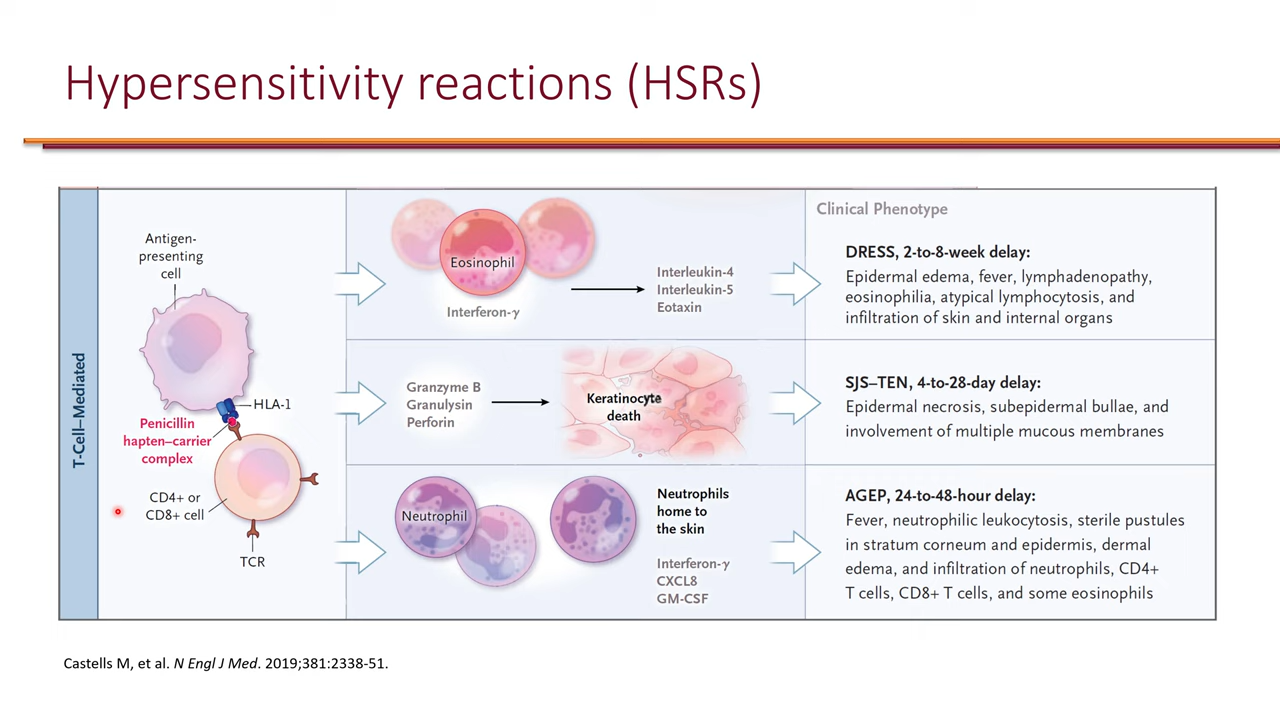 Hypersensitivity reactions (HSRs)
T-Cell–Mediated
Antigen-
presenting
cell
HLA-1
Penicillin
hapten–carrier
complex
CD4+ or
CD8+ cell
TCR
Eosinophil
Interferon-γ
Interleukin-4
Interleukin-5
Eotaxin
Granzyme B
Granulysin
Perforin
Keratinocyte
death
Neutrophil
Neutrophils
home to
the skin
Interferon-γ
CXCL8
GM-CSF
Clinical Phenotype
DRESS, 2-to-8-week delay:
Epidermal edema, fever, lymphadenopathy,
eosinophilia, atypical lymphocytosis, and
infiltration of skin and internal organs
SJS–TEN, 4-to-28-day delay:
Epidermal necrosis, subepidermal bullae, and
involvement of multiple mucous membranes
AGEP, 24-to-48-hour delay:
Fever, neutrophilic leukocytosis, sterile pustules
in stratum corneum and epidermis, dermal
edema, and infiltration of neutrophils, CD4+
T cells, CD8+ T cells, and some eosinophils
Castells M, et al. N Engl J Med. 2019;381:2338-51.